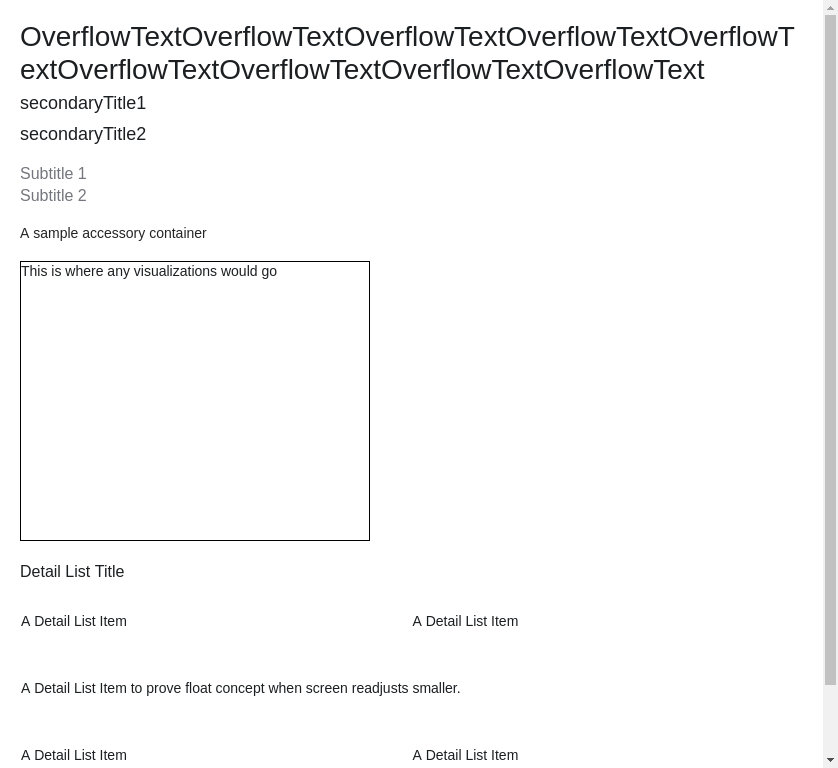 OverflowTextOverflowTextOverflowTextOverflowTextOverflowT
extOverflowTextOverflowTextOverflowTextOverflowText
secondaryTitle1
secondaryTitle2
Subtitle 1
Subtitle 2
A sample accessory container
This is where any visualizations would go
Detail List Title
A Detail List Item
A Detail List Item
A Detail List Item to prove float concept when screen readjusts smaller.
A Detail List Item
A Detail List Item